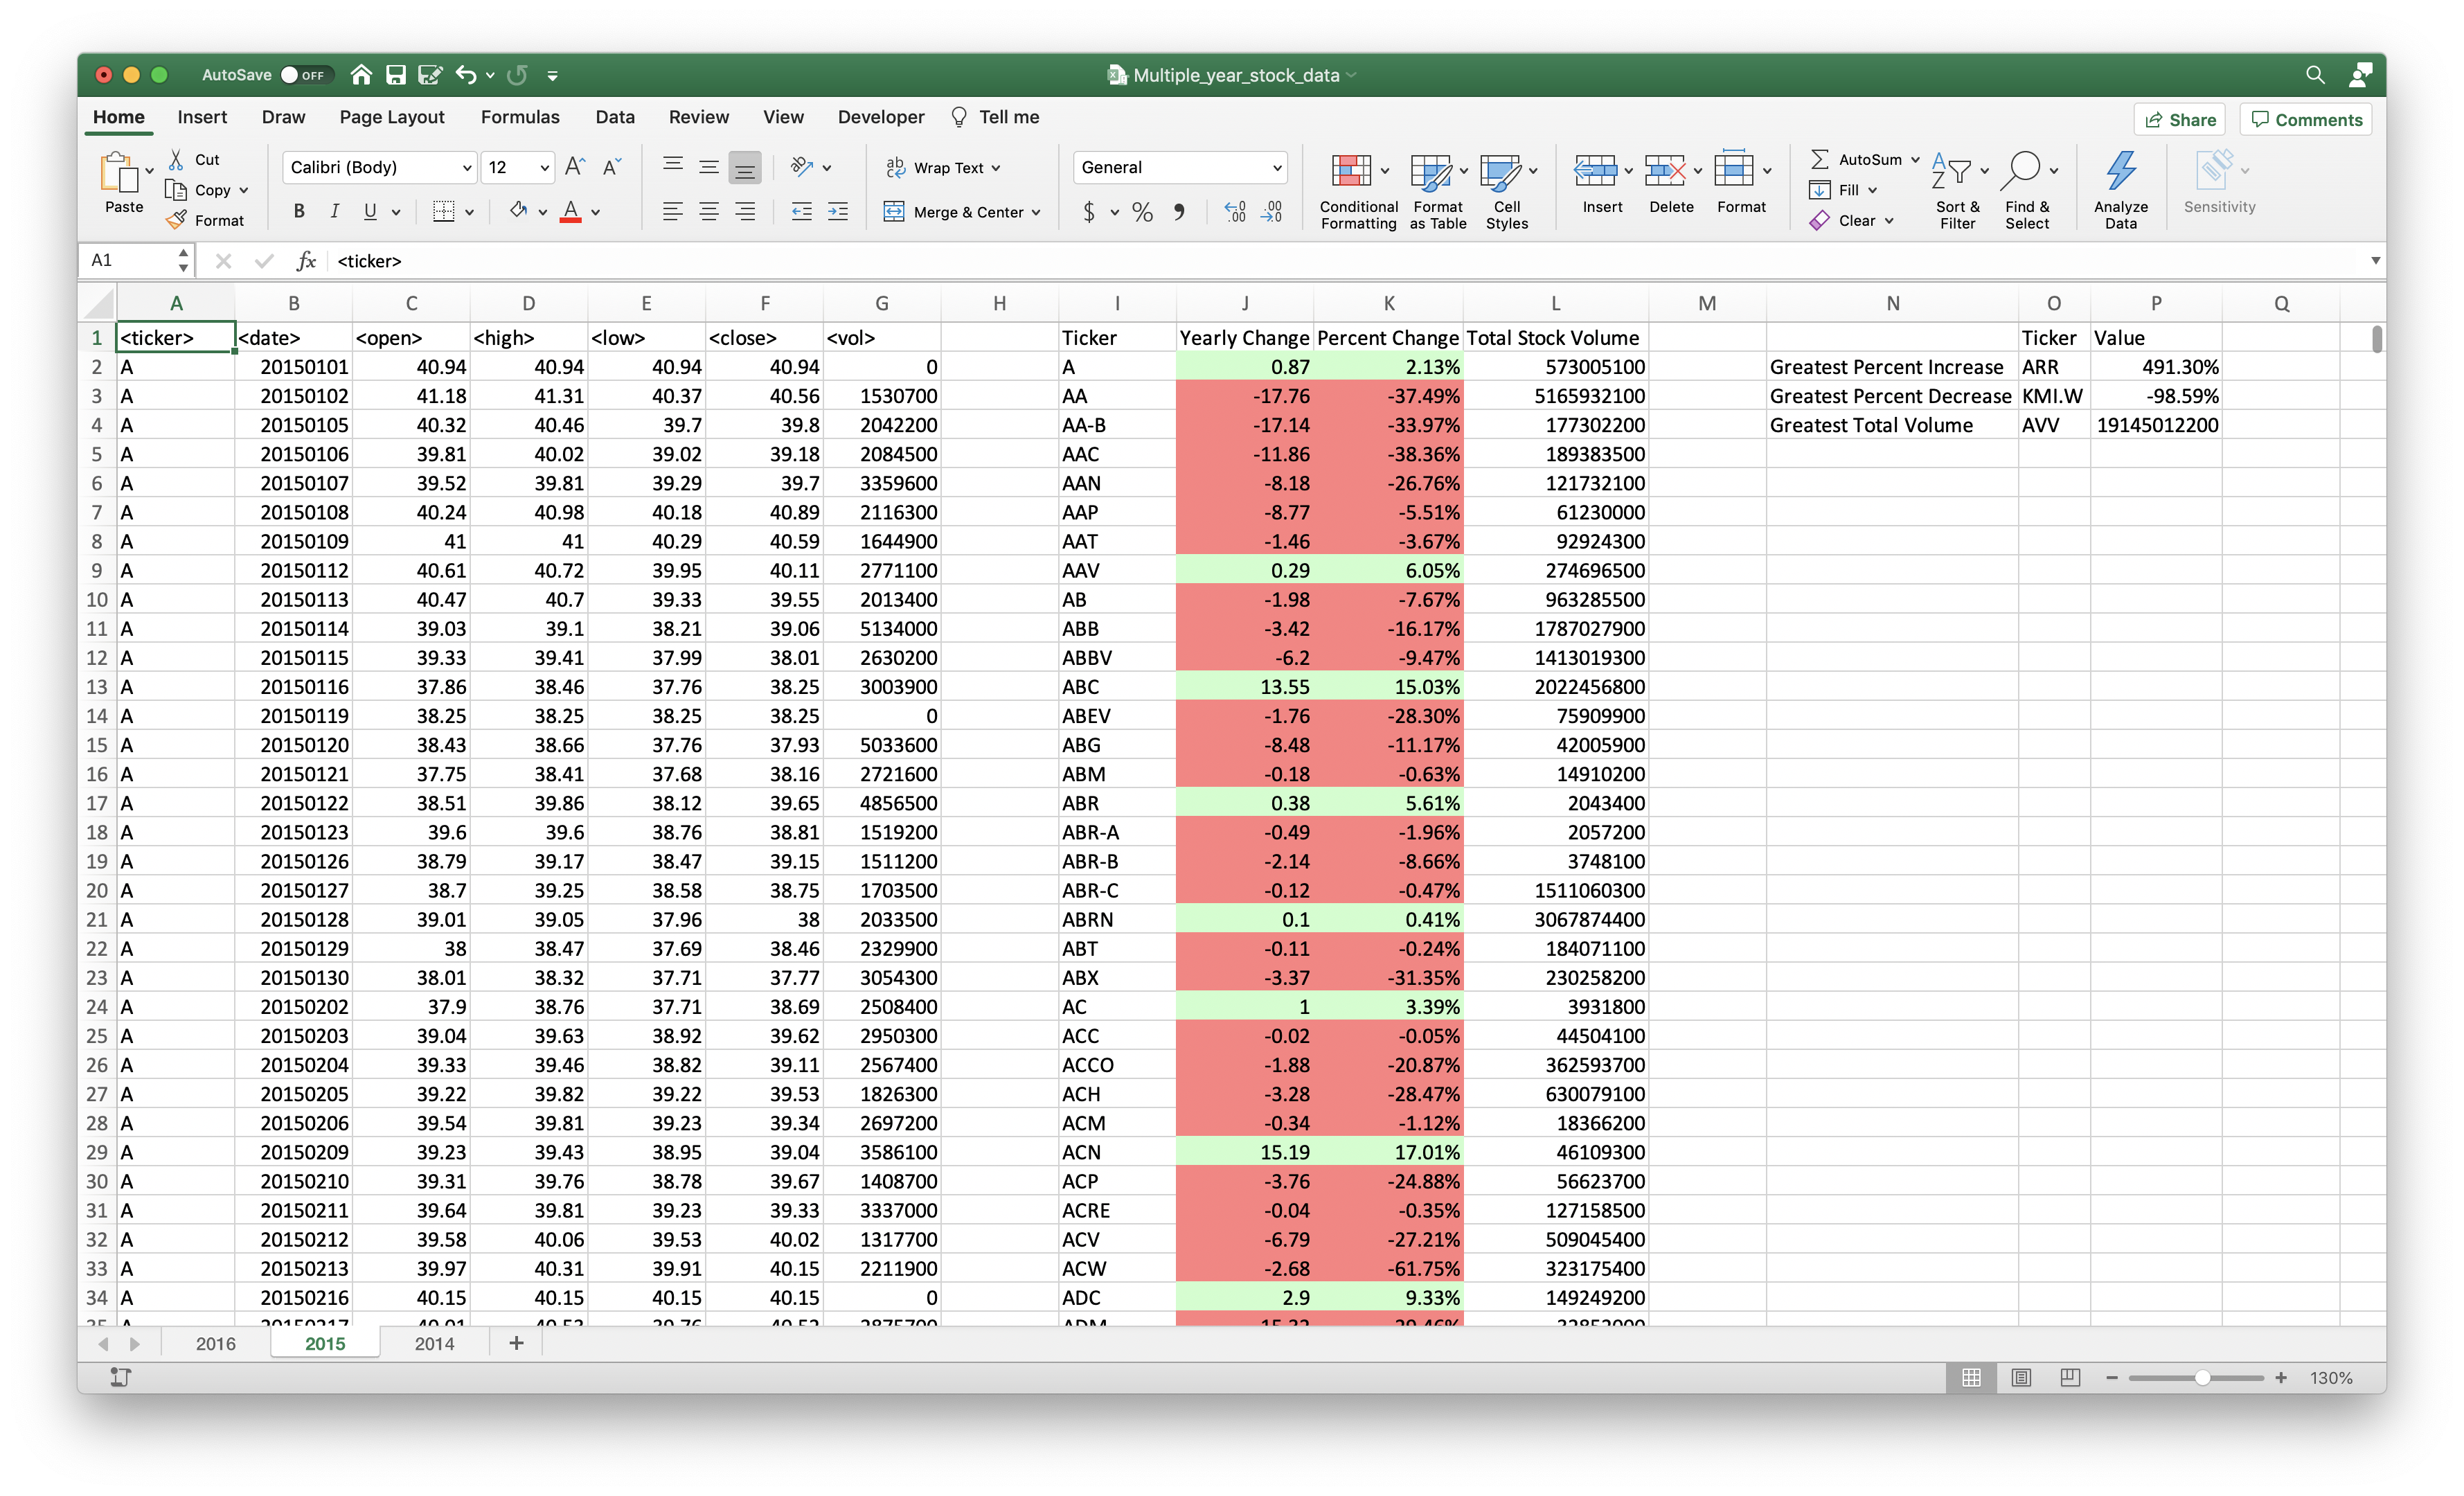 AutoSave OFF Multiple_year_stock_data
Home Insert Draw Page Layout Formulas Data Review View Developer Tell me Share Comments
Paste Cut Copy Format
Calibri (Body) 12 A A
B I U A
ab c Wrap Text
Merge & Center
General
$ % 9 .0 .00 .00 .0
Conditional Formatting Format as Table Cell Styles
Insert Delete Format
AutoSum Fill Clear
Sort & Filter Find & Select
Analyze Data
Sensitivity
A1 fx <ticker>
A B C D E F G H I J K L M N O P Q
1 <ticker> <date> <open> <high> <low> <close> <vol> Ticker Yearly Change Percent Change Total Stock Volume Ticker Value
2 A 20150101 40.94 40.94 40.94 40.94 0 A 0.87 2.13% 573005100 Greatest Percent Increase ARR 491.30%
3 A 20150102 41.18 41.31 40.37 40.56 1530700 AA -17.76 -37.49% 5165932100 Greatest Percent Decrease KMI.W -98.59%
4 A 20150105 40.32 40.46 39.7 39.8 2042200 AA-B -17.14 -33.97% 177302200 Greatest Total Volume AVV 19145012200
5 A 20150106 39.81 40.02 39.02 39.18 2084500 AAC -11.86 -38.36% 189383500
6 A 20150107 39.52 39.81 39.29 39.7 3359600 AAN -8.18 -26.76% 121732100
7 A 20150108 40.24 40.98 40.18 40.89 2116300 AAP -8.77 -5.51% 61230000
8 A 20150109 41 41 40.29 40.59 1644900 AAT -1.46 -3.67% 92924300
9 A 20150112 40.61 40.72 39.95 40.11 2771100 AAV 0.29 6.05% 274696500
10 A 20150113 40.47 40.7 39.33 39.55 2013400 AB -1.98 -7.67% 963285500
11 A 20150114 39.03 39.1 38.21 39.06 5134000 ABB -3.42 -16.17% 1787027900
12 A 20150115 39.33 39.41 37.99 38.01 2630200 ABBV -6.2 -9.47% 1413019300
13 A 20150116 37.86 38.46 37.76 38.25 3003900 ABC 13.55 15.03% 2022456800
14 A 20150119 38.25 38.25 38.25 38.25 0 ABEV -1.76 -28.30% 75909900
15 A 20150120 38.43 38.66 37.76 37.93 5033600 ABG -8.48 -11.17% 42005900
16 A 20150121 37.75 38.41 37.68 38.16 2721600 ABM -0.18 -0.63% 14910200
17 A 20150122 38.51 39.86 38.12 39.65 4856500 ABR 0.38 5.61% 2043400
18 A 20150123 39.6 39.6 38.76 38.81 1519200 ABR-A -0.49 -1.96% 2057200
19 A 20150126 38.79 39.17 38.47 39.15 1511200 ABR-B -2.14 -8.66% 3748100
20 A 20150127 38.7 39.25 38.58 38.75 1703500 ABR-C -0.12 -0.47% 1511060300
21 A 20150128 39.01 39.05 37.96 38 2033500 ABRN 0.1 0.41% 3067874400
22 A 20150129 38 38.47 37.69 38.46 2329900 ABT -0.11 -0.24% 184071100
23 A 20150130 38.01 38.32 37.71 37.77 3054300 ABX -3.37 -31.35% 230258200
24 A 20150202 37.9 38.76 37.71 38.69 2508400 AC 1 3.39% 3931800
25 A 20150203 39.04 39.63 38.92 39.62 2950300 ACC -0.02 -0.05% 44504100
26 A 20150204 39.33 39.46 38.82 39.11 2567400 ACCO -1.88 -20.87% 362593700
27 A 20150205 39.22 39.82 39.22 39.53 1826300 ACH -3.28 -28.47% 630079100
28 A 20150206 39.54 39.81 39.23 39.34 2697200 ACM -0.34 -1.12% 18366200
29 A 20150209 39.23 39.43 38.95 39.04 3586100 ACN 15.19 17.01% 46109300
30 A 20150210 39.31 39.76 38.78 39.67 1408700 ACP -3.76 -24.88% 56623700
31 A 20150211 39.64 39.81 39.23 39.33 3337000 ACRE -0.04 -0.35% 127158500
32 A 20150212 39.58 40.06 39.53 40.02 1317700 ACV -6.79 -27.21% 509045400
33 A 20150213 39.97 40.31 39.91 40.15 2211900 ACW -2.68 -61.75% 323175400
34 A 20150216 40.15 40.15 40.15 40.15 0 ADC 2.9 9.33% 149249200
2016 2015 2014 +
130%